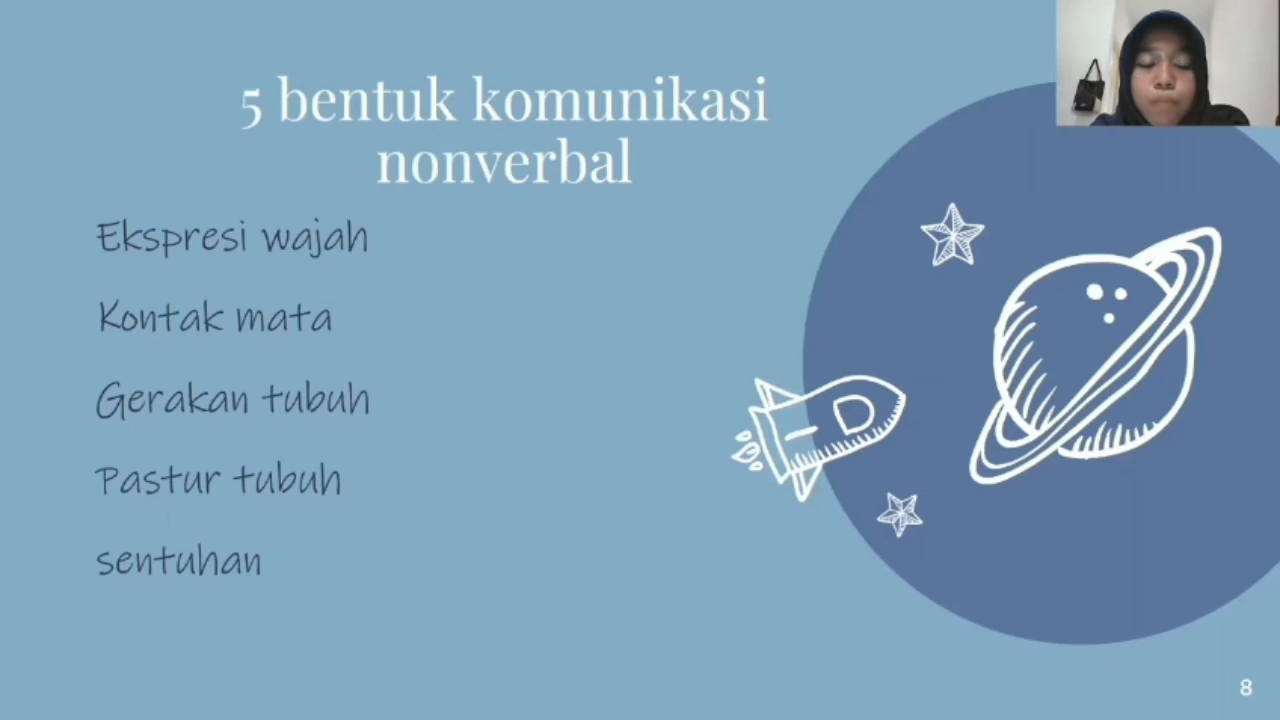 5 bentuk komunikasi
nonverbal
Ekspresi wajah
Kontak mata
Gerakan tubuh
Pastur tubuh
sentuhan
8